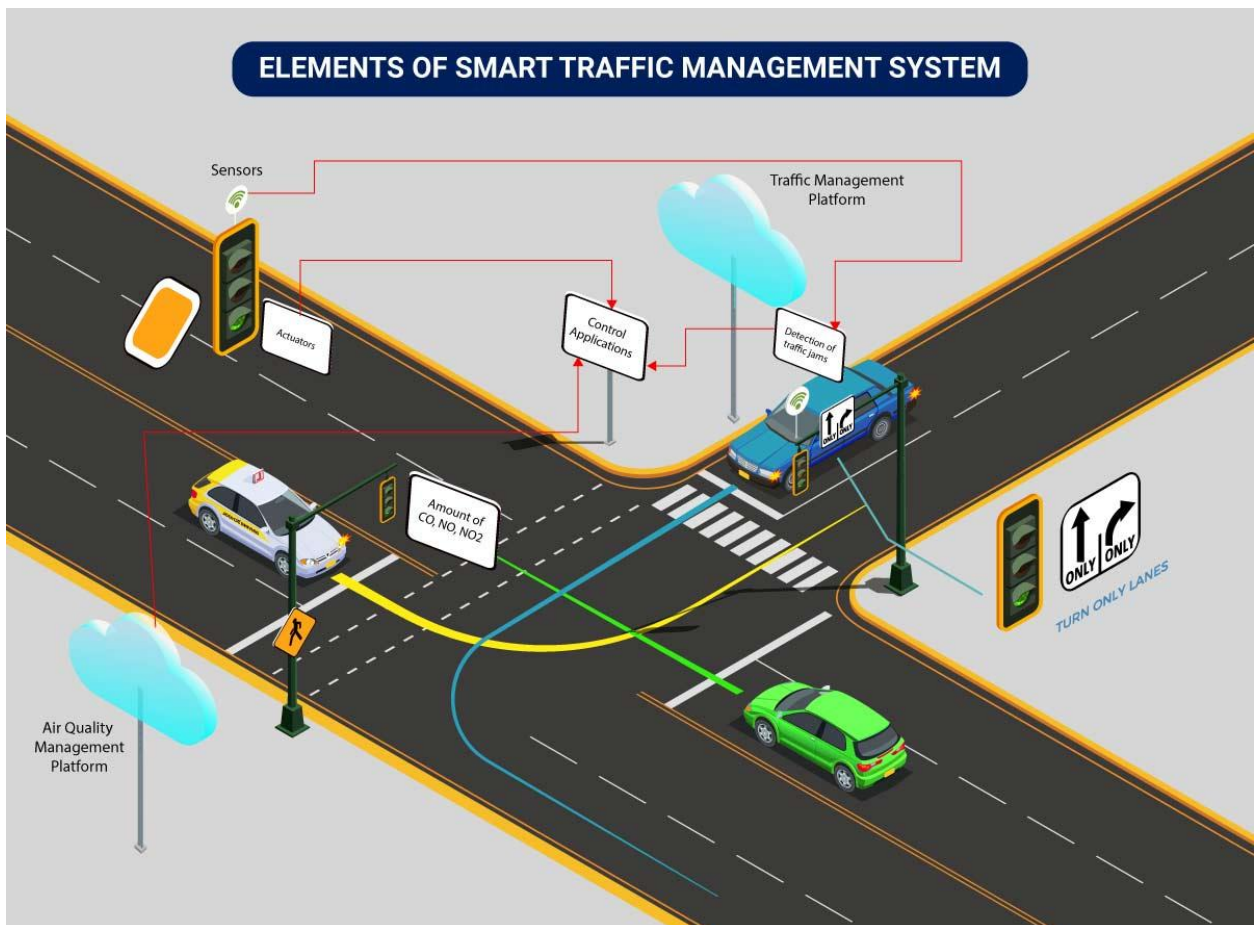 ELEMENTS OF SMART TRAFFIC MANAGEMENT SYSTEM
Sensors
Traffic Management
Platform
Actuators
Control
Applications
Detection of
traffic jams
ONLY ONLY
Amount of
CO, NO, NO2
ONLY ONLY
TURN ONLY LANES
Air Quality
Management
Platform